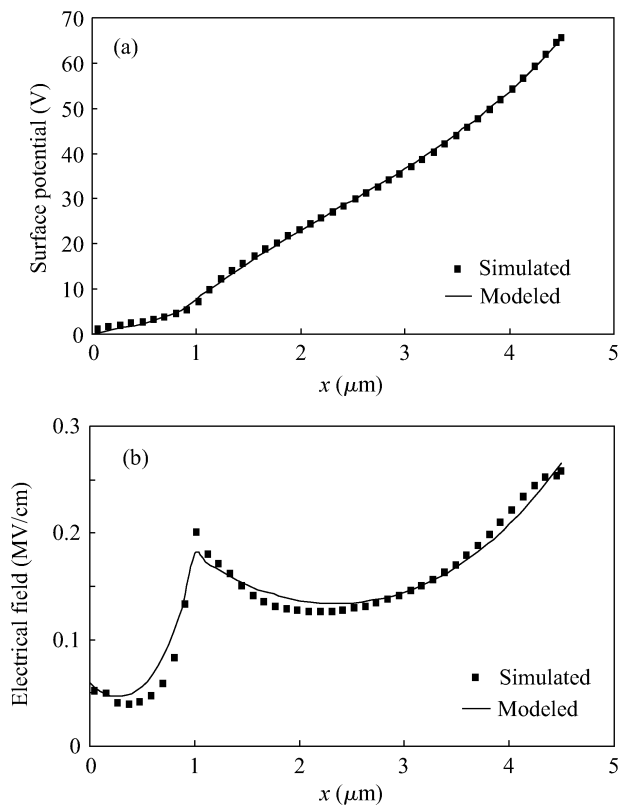 (a)
70
60
50
40
30
20
10
0
Surface potential (V)
Simulated
Modeled
0 1 2 3 4 5
x (μm)
(b)
0.3
0.2
0.1
0
Electrical field (MV/cm)
Simulated
Modeled
0 1 2 3 4 5
x (μm)